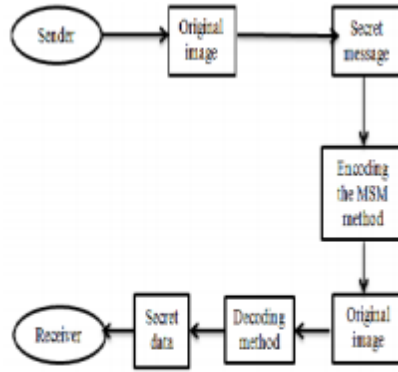 Sender
Original
image
Secret
message
Encoding
the MSM
method
Original
image
Decoding
method
Secret
data
Receiver